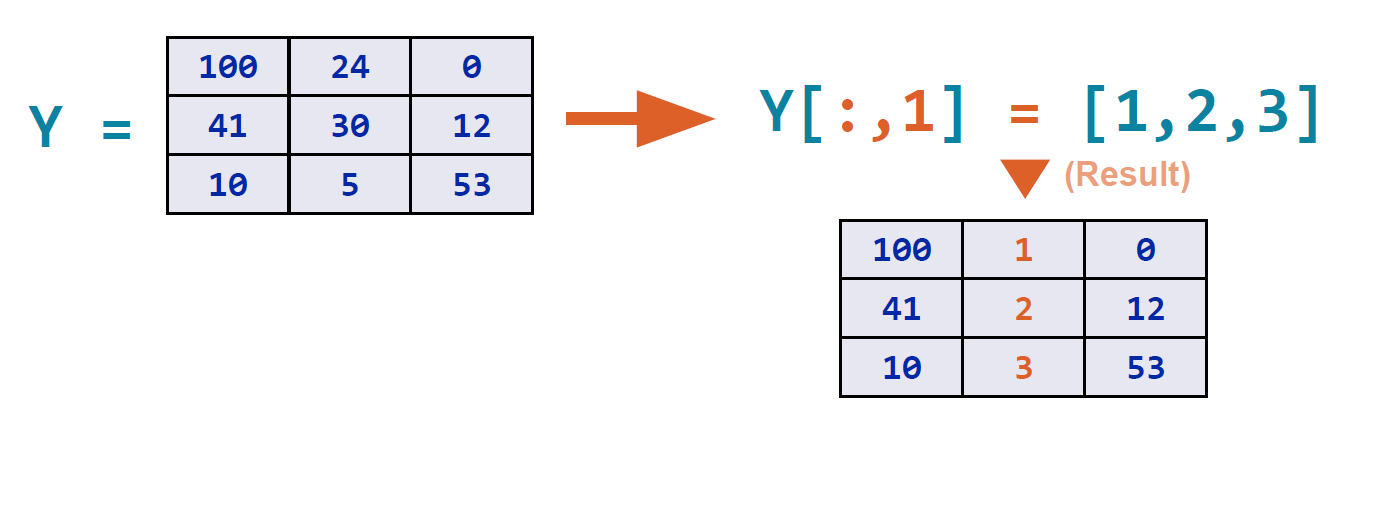 Y =
100 24 0
41 30 12
10 5 53
Y[:,1] = [1,2,3]
(Result)
100 1 0
41 2 12
10 3 53